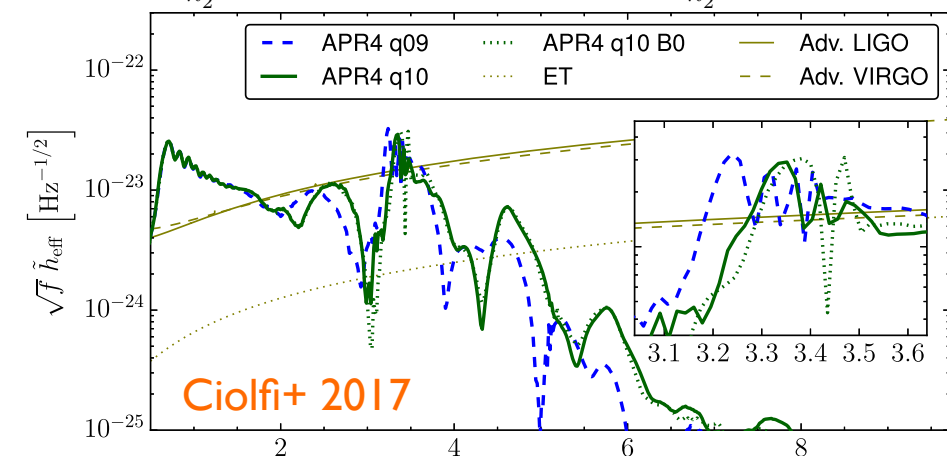 APR4 q09 APR4 q10 B0 Adv. LIGO
APR4 q10 ET Adv. VIRGO
10⁻²²
10⁻²³
10⁻²⁴
10⁻²⁵
√f h̃eff [Hz⁻¹/²]
3.1 3.2 3.3 3.4 3.5 3.6
Ciolfi+ 2017
2 4 6 8